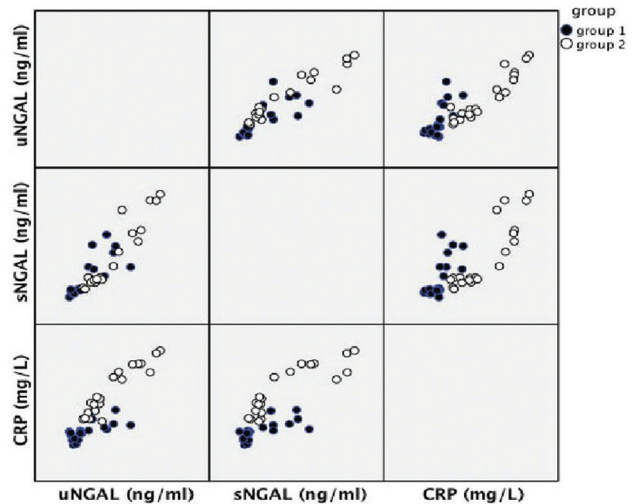 group
group 1
group 2
uNGAL (ng/ml)
sNGAL (ng/ml)
CRP (mg/L)
uNGAL (ng/ml)
sNGAL (ng/ml)
CRP (mg/L)